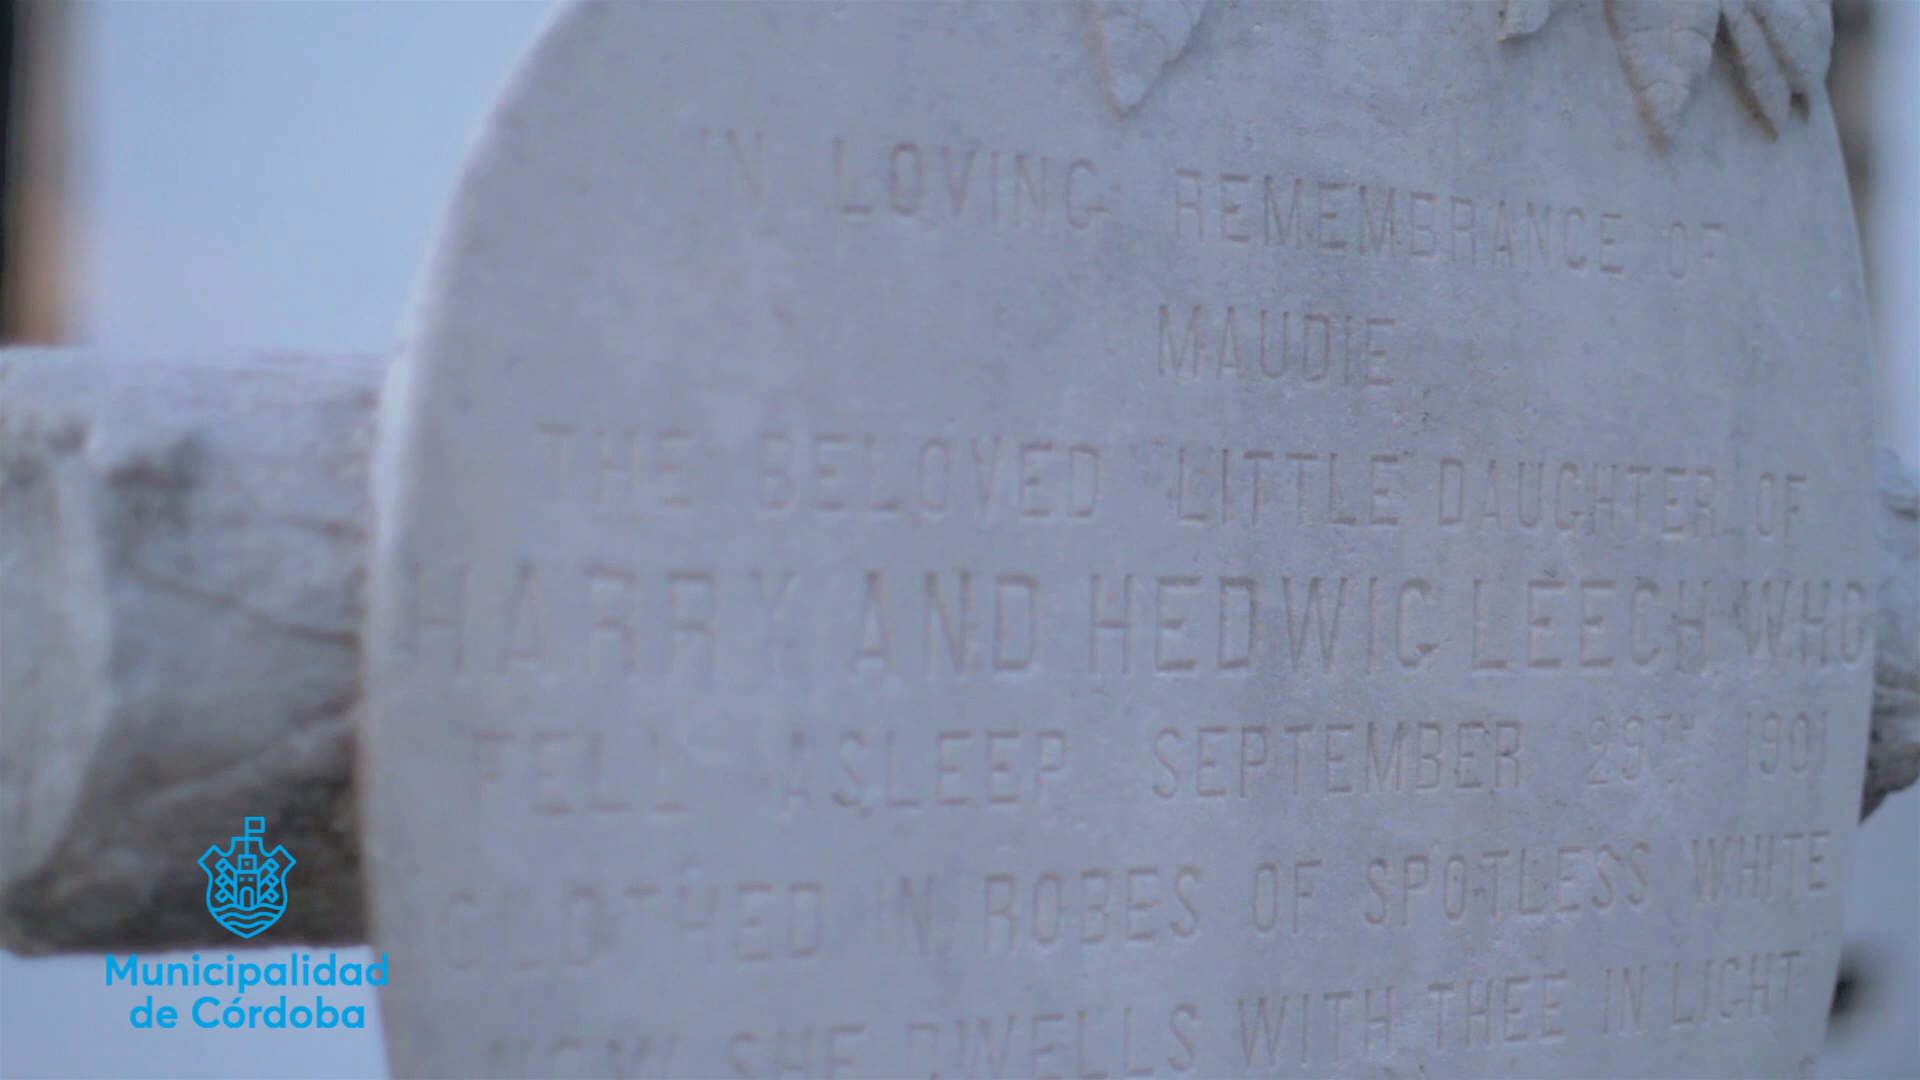 IN LOVING REMEMBRANCE OF
MAUDIE
THE BELOVED LITTLE DAUGHTER OF
HARRY AND HEDWIG LEECH WHO
FELL ASLEEP SEPTEMBER 29TH 1901
CLOTHED IN ROBES OF SPOTLESS WHITE
NOW SHE DWELLS WITH THEE IN LIGHT
Municipalidad
de Córdoba